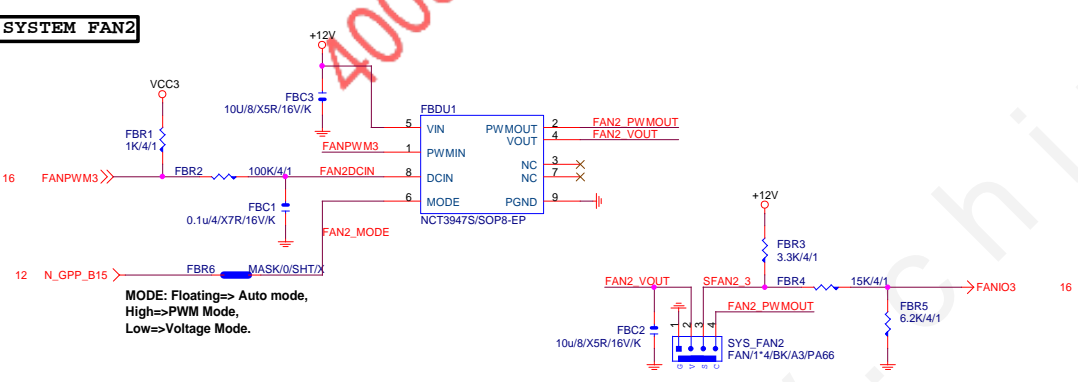 SYSTEM FAN2
400
+12V
VCC3
FBC3
10U/8/X5R/16V/K
FBDU1
FBR1
1K/4/1
5 VIN
PWMOUT 2 FAN2_PWMOUT
VOUT 4 FAN2_VOUT
FANPWM3 1 PWMIN
NC 3
16 FANPWM3 FBR2 100K/4/1 FAN2DCIN 8 DCIN
NC 7
6 MODE
PGND 9
FBC1
0.1u/4/X7R/16V/K
NCT3947S/SOP8-EP
FAN2_MODE
12 N_GPP_B15 FBR6 MASK/0/SHT/X
MODE: Floating=> Auto mode,
High=>PWM Mode,
Low=>Voltage Mode.
+12V
FBR3
3.3K/4/1
FAN2_VOUT SFAN2_3 FBR4 15K/4/1 FANIO3 16
FAN2_PWMOUT
FBR5
6.2K/4/1
1 2 3 4
FBC2
10u/8/X5R/16V/K
SYS_FAN2
FAN/1*4/BK/A3/PA66
G V S C